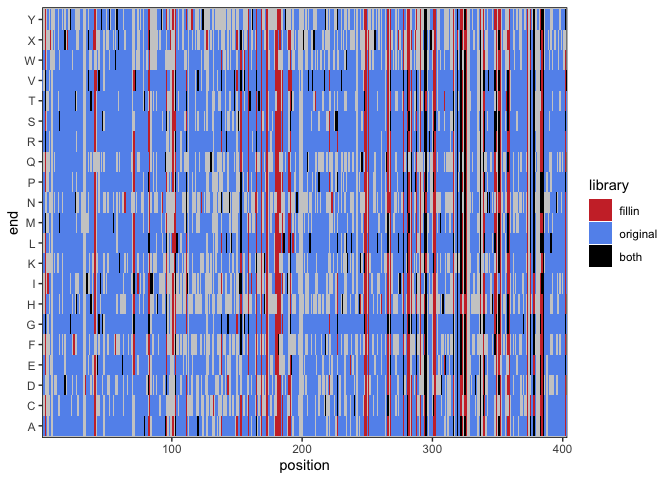 Y
X
W
V
T
S
R
Q
P
N
M
L
K
I
H
G
F
E
D
C
A
end
100
200
300
400
position
library
fillin
original
both